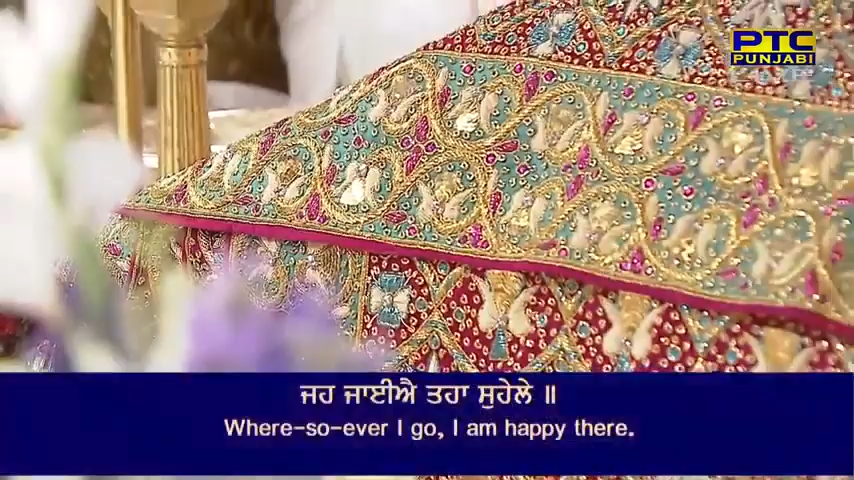 PTC
PUNJABI
ਜਹ ਜਾਈਐ ਤਹਾ ਸੁਹੇਲੇ ॥
Where-so-ever I go, I am happy there.